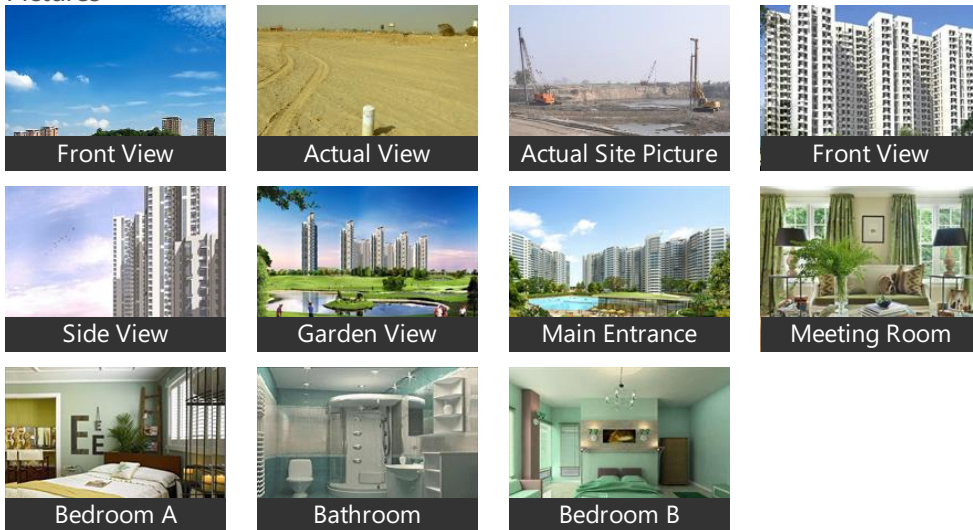 Pictures
Front View
Actual View
Actual Site Picture
Front View
Side View
Garden View
Main Entrance
Meeting Room
Bedroom A
Bathroom
Bedroom B